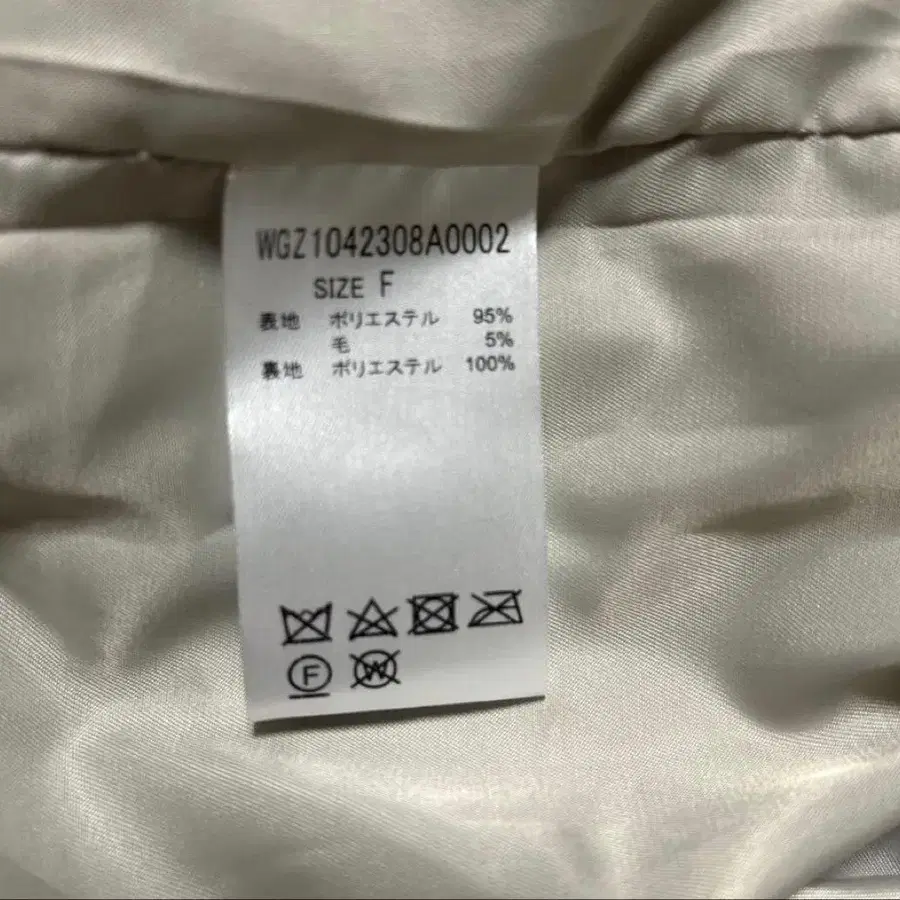 WGZ1042308A0002
SIZE F
表地 ポリエステル 95%
毛 5%
裏地 ポリエステル 100%
F
W